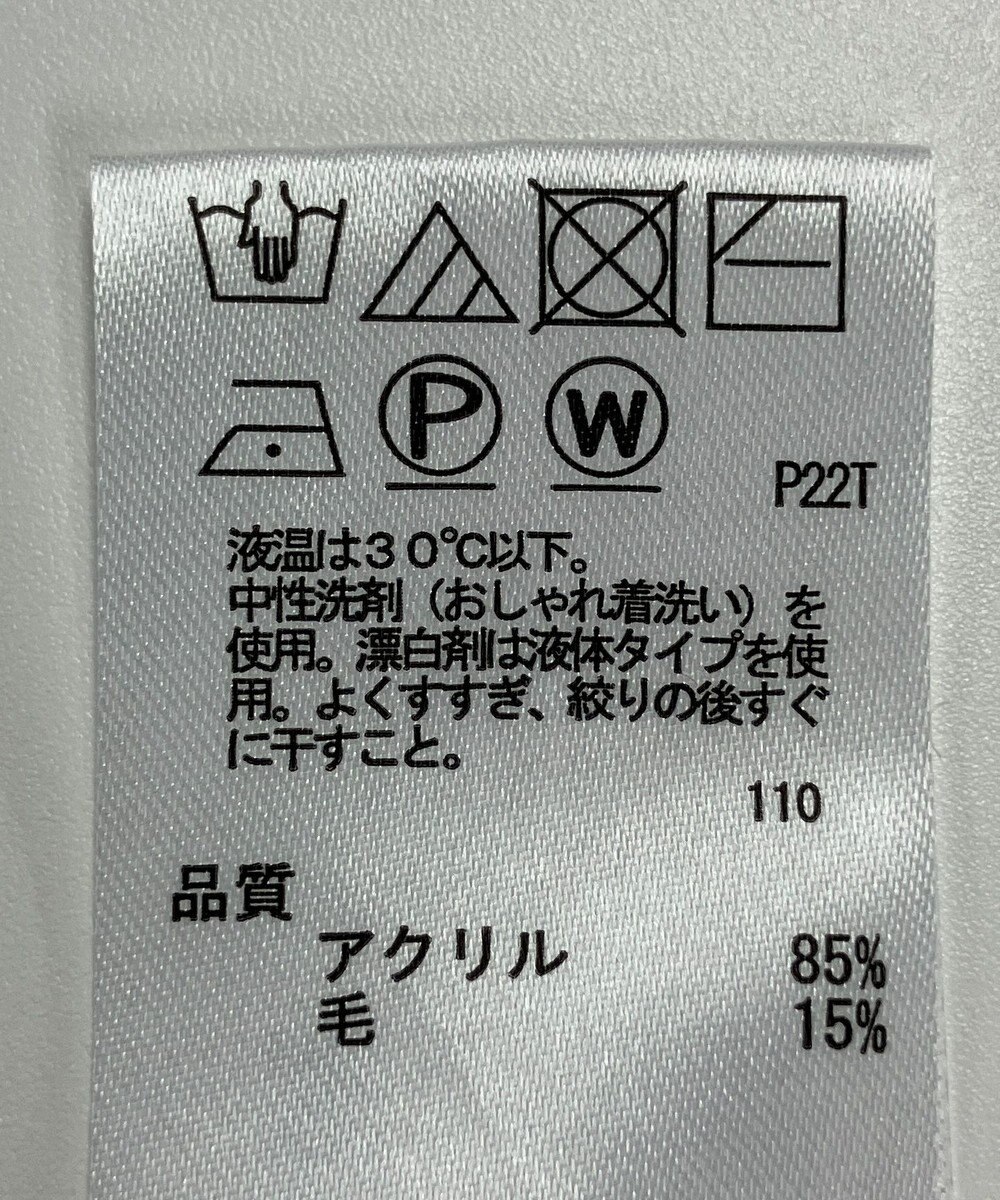 P W
P22T
液温は30℃以下。
中性洗剤（おしゃれ着洗い）を
使用。漂白剤は液体タイプを使
用。よくすすぎ、絞りの後すぐ
に干すこと。
110
品質
アクリル 85%
毛 15%